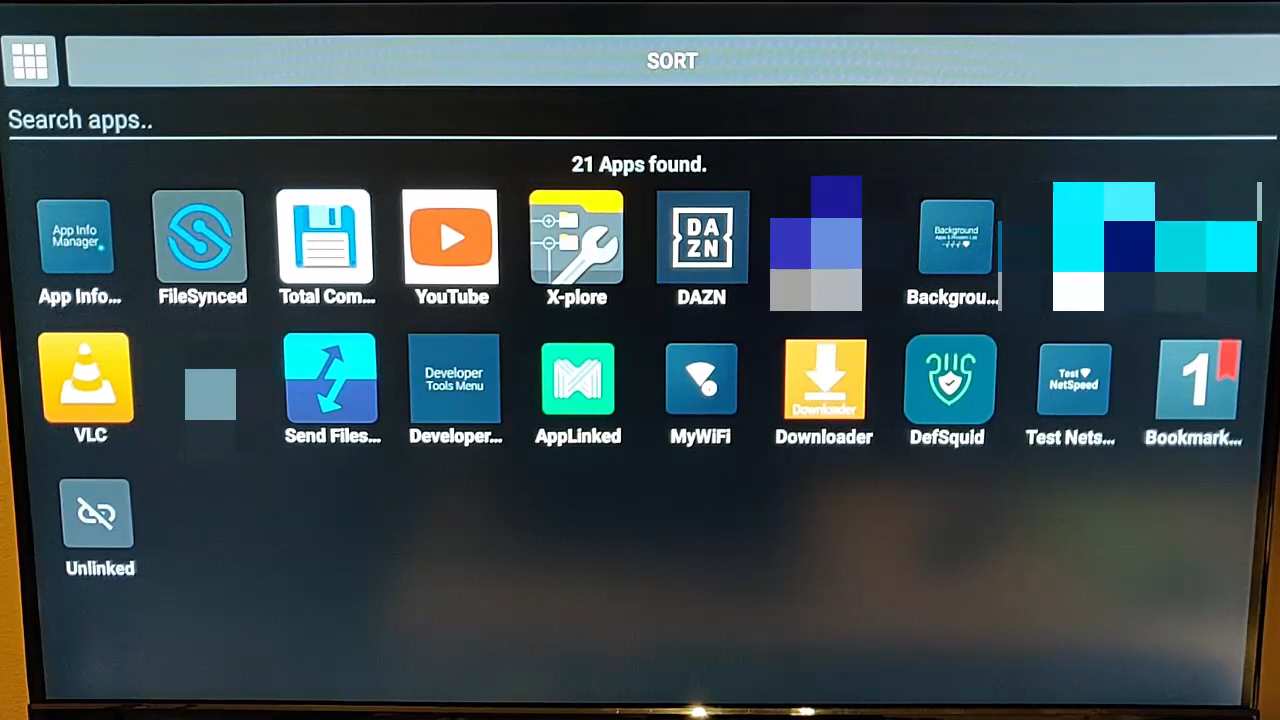 SORT
Search apps..
21 Apps found.
App Info Manager
DA
ZN
Background
App Info...
FileSynced
Total Com...
YouTube
X-plore
DAZN
Backgrou...
Developer
Tools Menu
Downloader
Test
NetSpeed
1
VLC
Send Files...
Developer...
AppLinked
MyWiFi
Downloader
DefSquid
Test Nets...
Bookmark...
Unlinked